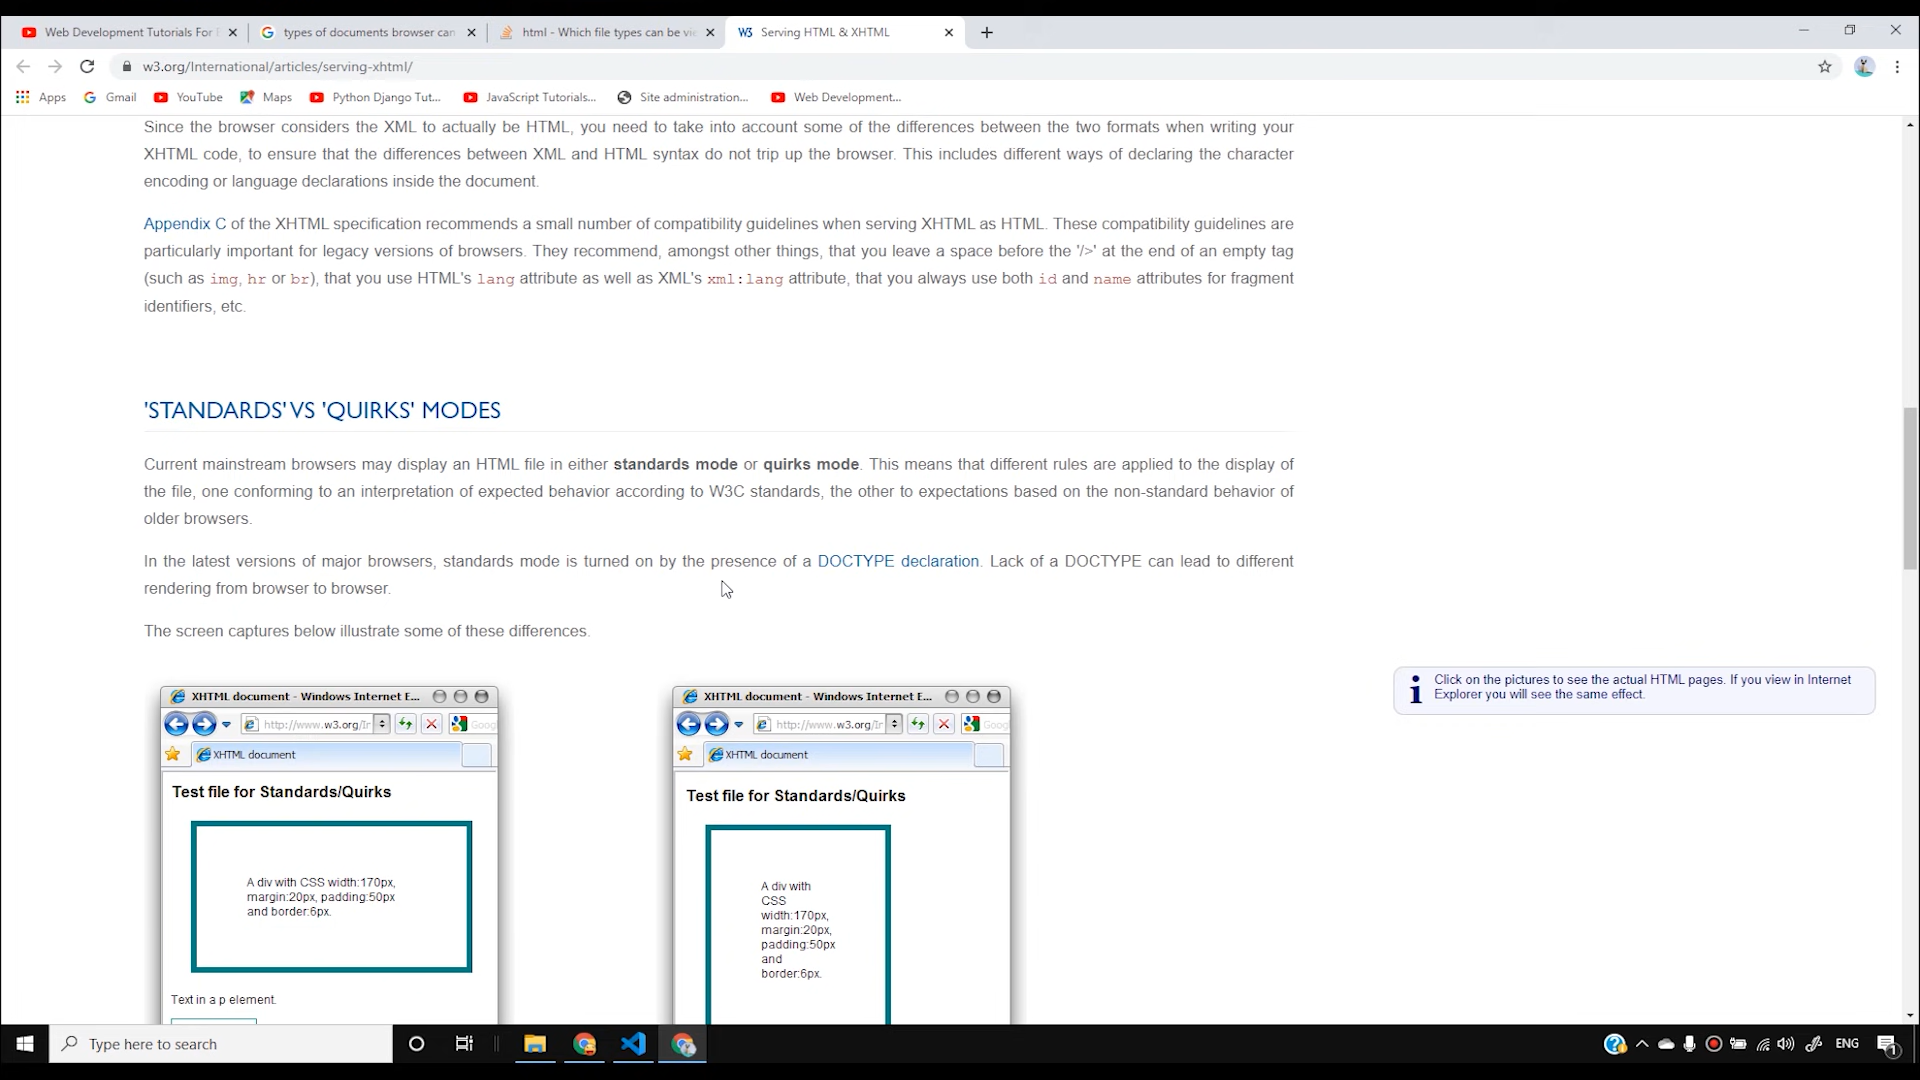 Web Development Tutorials For
types of documents browser can
html - Which file types can be vie
W3 Serving HTML & XHTML
w3.org/International/articles/serving-xhtml/
Apps Gmail YouTube Maps Python Django Tut... JavaScript Tutorials... Site administration... Web Development...
Since the browser considers the XML to actually be HTML, you need to take into account some of the differences between the two formats when writing your
XHTML code, to ensure that the differences between XML and HTML syntax do not trip up the browser. This includes different ways of declaring the character
encoding or language declarations inside the document.
Appendix C of the XHTML specification recommends a small number of compatibility guidelines when serving XHTML as HTML. These compatibility guidelines are
particularly important for legacy versions of browsers. They recommend, amongst other things, that you leave a space before the '/>' at the end of an empty tag
(such as img, hr or br), that you use HTML's lang attribute as well as XML's xml:lang attribute, that you always use both id and name attributes for fragment
identifiers, etc.
'STANDARDS' VS 'QUIRKS' MODES
Current mainstream browsers may display an HTML file in either standards mode or quirks mode. This means that different rules are applied to the display of
the file, one conforming to an interpretation of expected behavior according to W3C standards, the other to expectations based on the non-standard behavior of
older browsers.
In the latest versions of major browsers, standards mode is turned on by the presence of a DOCTYPE declaration. Lack of a DOCTYPE can lead to different
rendering from browser to browser.
The screen captures below illustrate some of these differences.
Click on the pictures to see the actual HTML pages. If you view in Internet
Explorer you will see the same effect.
XHTML document - Windows Internet E...
http://www.w3.org/Ir
XHTML document
Test file for Standards/Quirks
A div with CSS width:170px,
margin:20px, padding:50px
and border:6px.
Text in a p element.
XHTML document - Windows Internet E...
http://www.w3.org/Ir
XHTML document
Test file for Standards/Quirks
A div with
CSS
width:170px,
margin:20px,
padding:50px
and
border:6px.
Type here to search
ENG
1